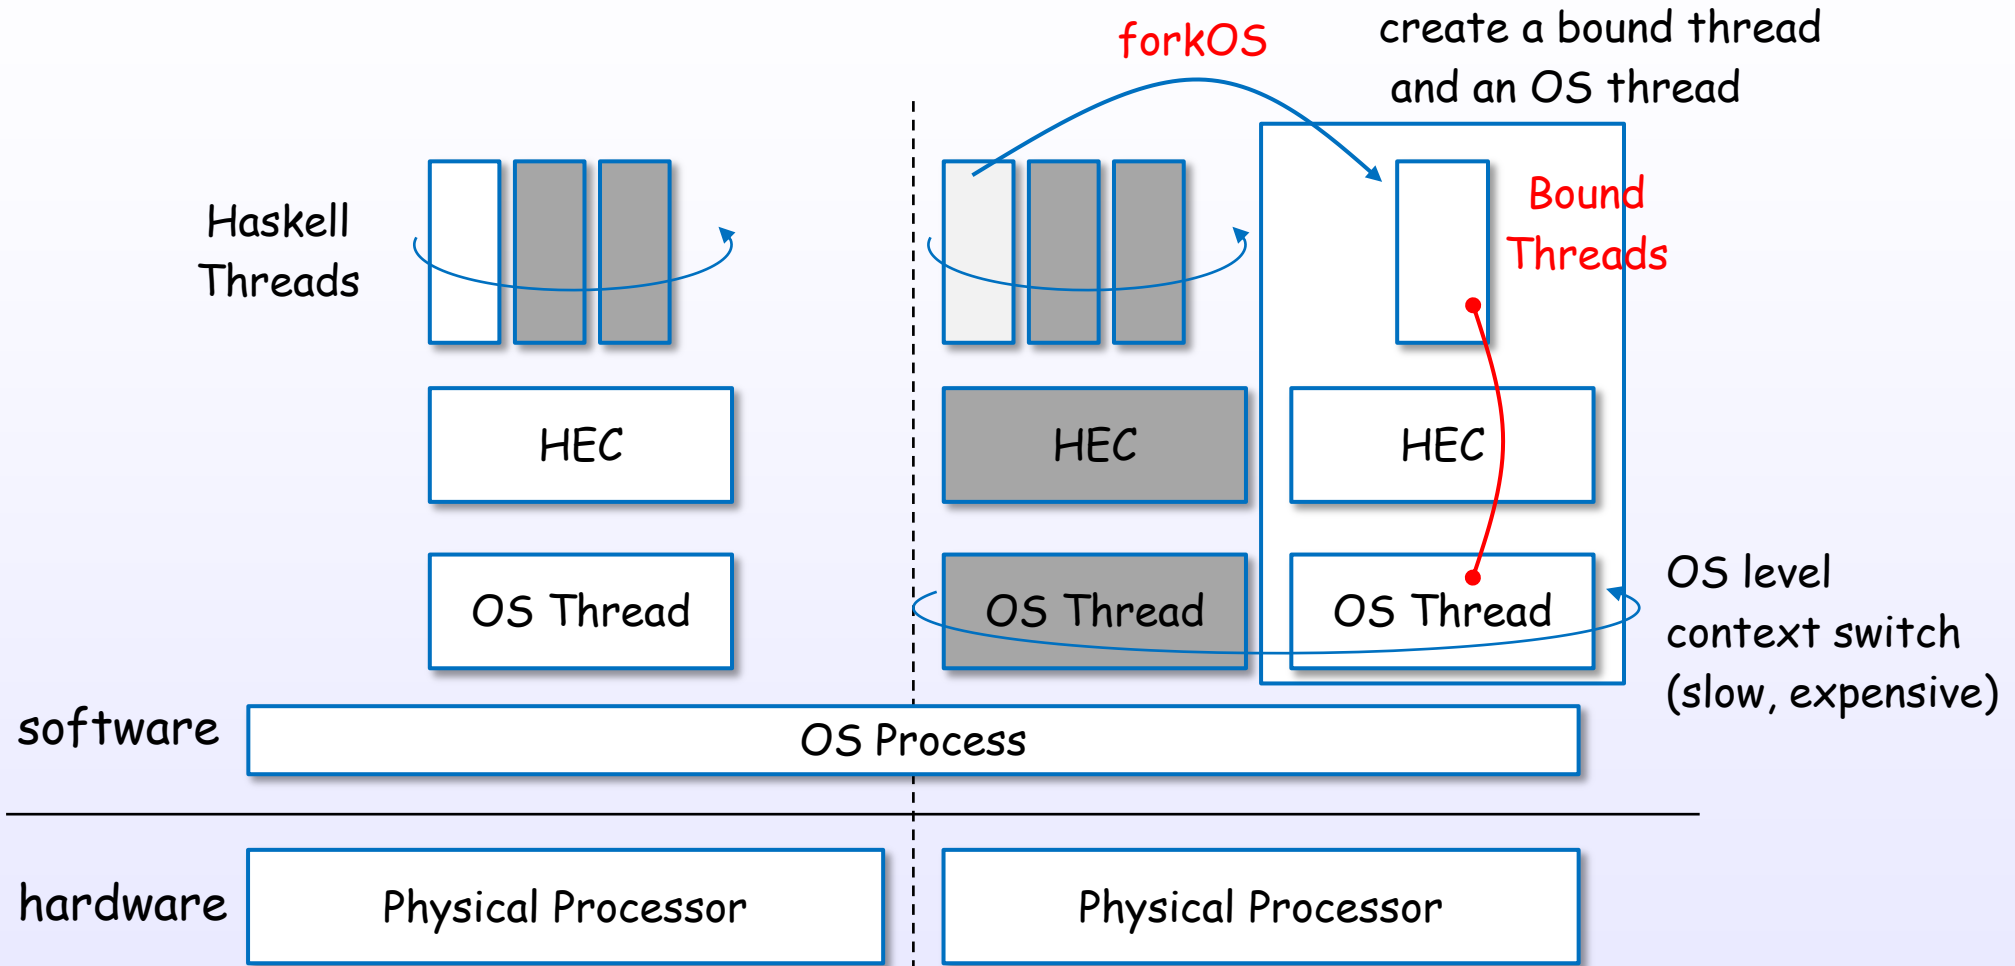 forkOS
create a bound thread
and an OS thread
Haskell
Threads
Bound
Threads
HEC
HEC
HEC
OS Thread
OS Thread
OS Thread
OS level
context switch
(slow, expensive)
software
OS Process
hardware
Physical Processor
Physical Processor